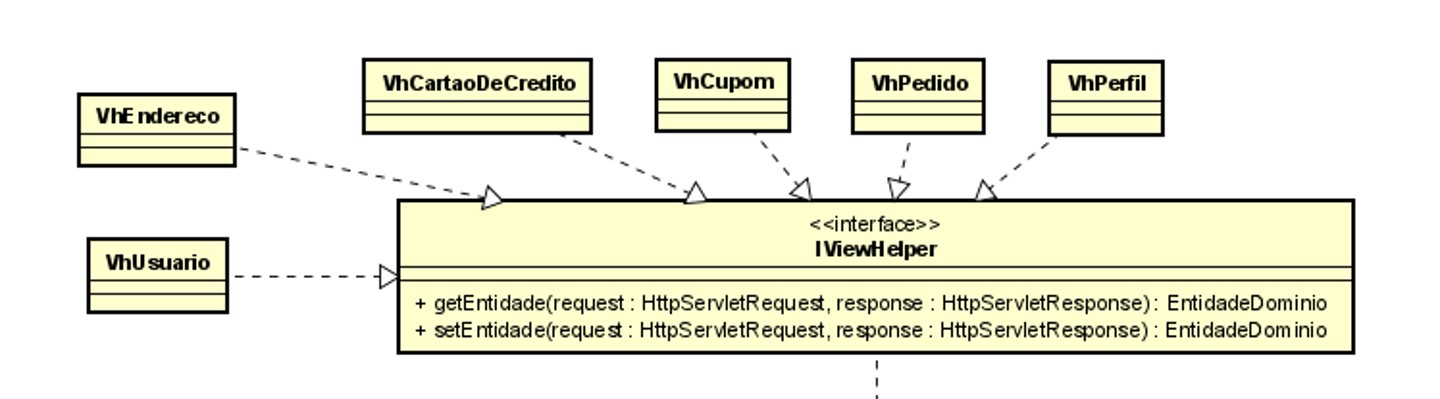 VhCartaoDeCredito
VhCupom
VhPedido
VhPerfil
VhEndereco
<<interface>>
IViewHelper
VhUsuario
+ getEntidade(request : HttpServletRequest, response : HttpServletResponse) : EntidadeDominio
+ setEntidade(request : HttpServletRequest, response : HttpServletResponse) : EntidadeDominio